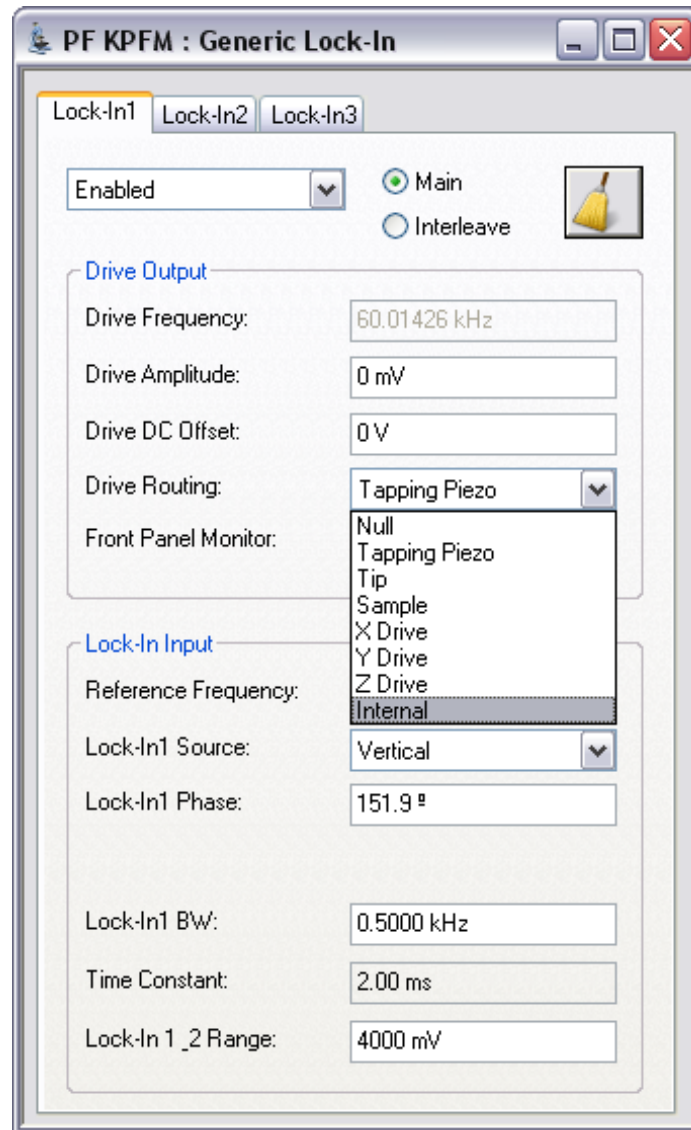 PF KPFM : Generic Lock-In
Lock-In1 Lock-In2 Lock-In3
Enabled
Main
Interleave
Drive Output
Drive Frequency: 60.01426 kHz
Drive Amplitude: 0 mV
Drive DC Offset: 0 V
Drive Routing: Tapping Piezo
Front Panel Monitor:
Null
Tapping Piezo
Tip
Sample
X Drive
Y Drive
Z Drive
Internal
Lock-In Input
Reference Frequency:
Lock-In1 Source: Vertical
Lock-In1 Phase: 151.9 º
Lock-In1 BW: 0.5000 kHz
Time Constant: 2.00 ms
Lock-In 1_2 Range: 4000 mV